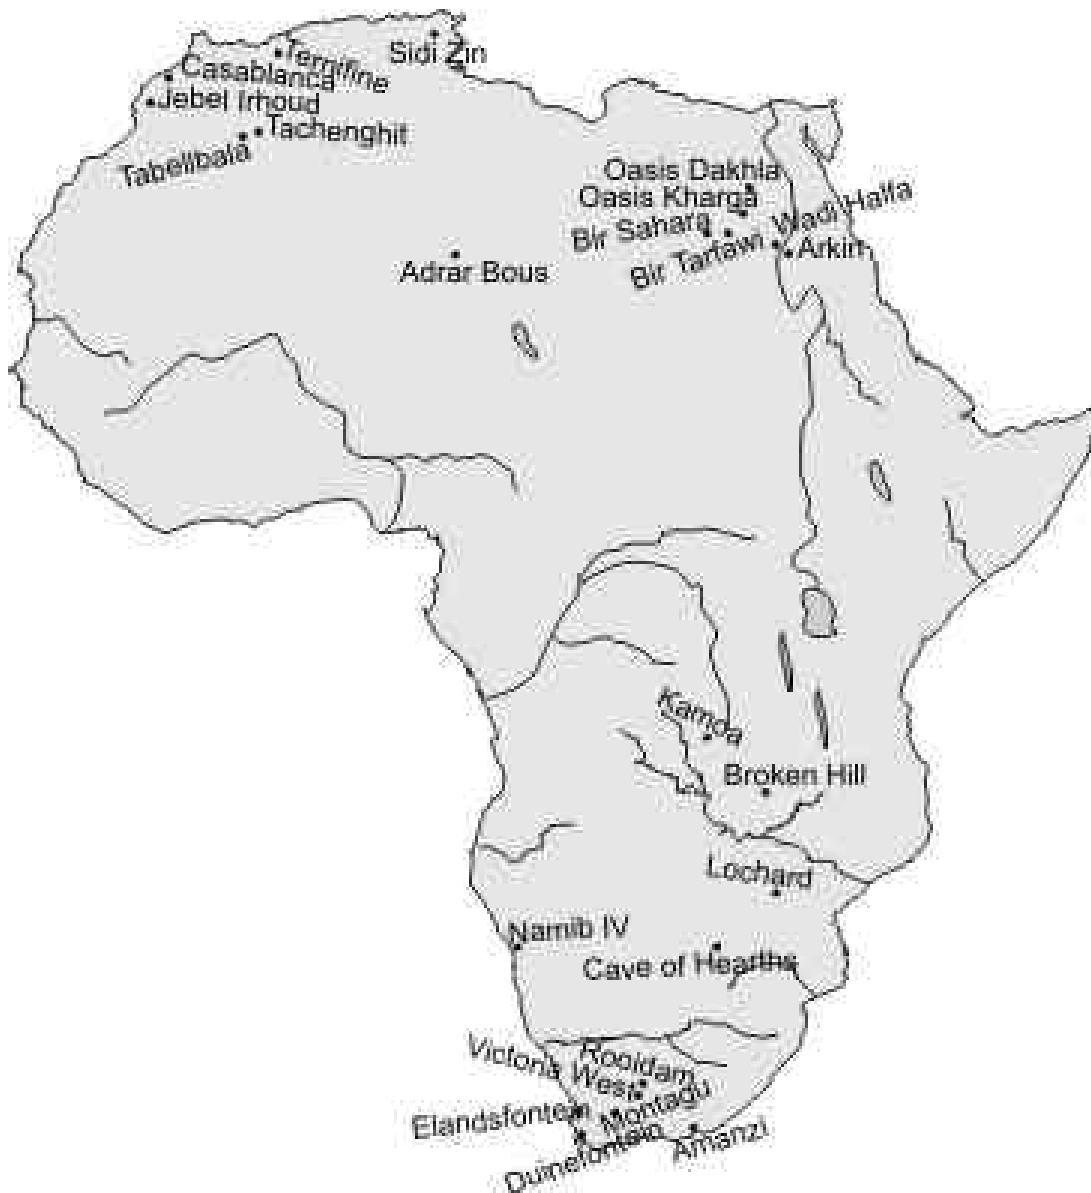 Sidi Zin
Ternifine
Casablanca
Jebel Irhoud
Tachenghit
Tabelbala
Oasis Dakhla
Oasis Kharga
Wadi Halfa
Bir Sahara
Bir Tarfawi
Arkin
Adrar Bous
Kamoa
Broken Hill
Lochard
Namib IV
Cave of Hearths
Rooidam
Victoria West
Montagu
Elandsfontein
Duinefontein
Amanzi